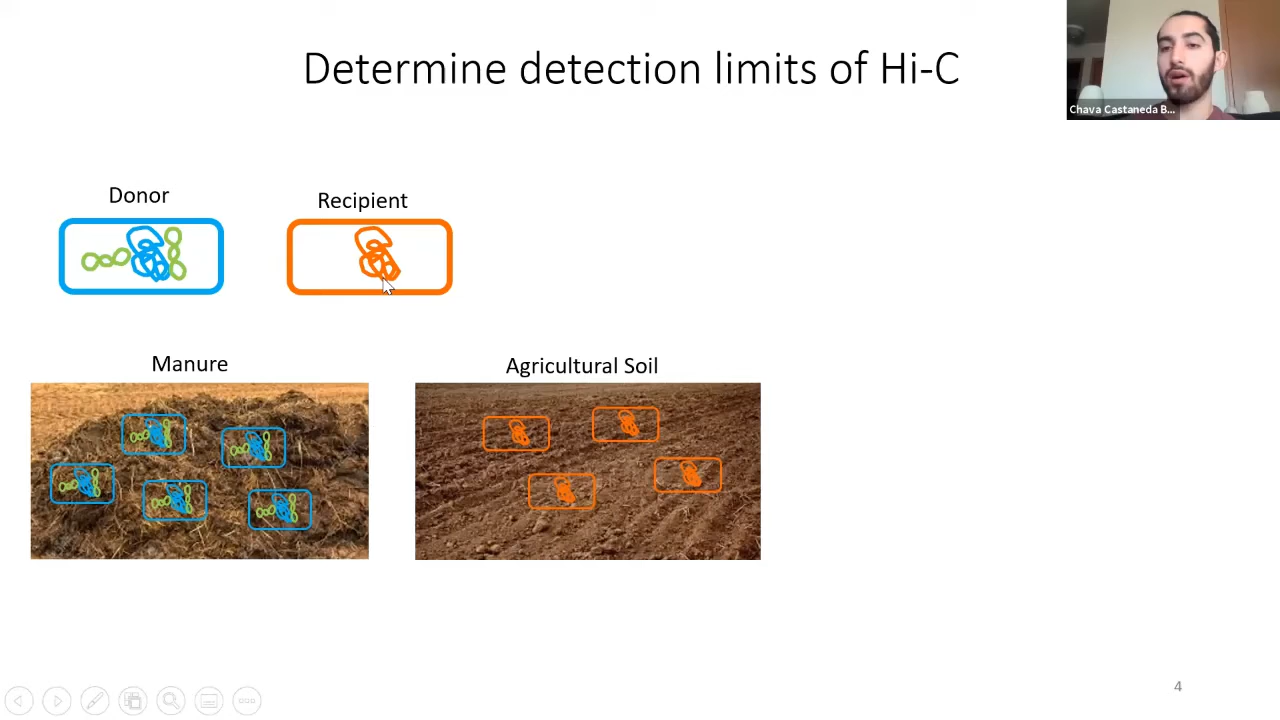 Determine detection limits of Hi-C
Chava Castaneda B...
Donor
Recipient
Manure
Agricultural Soil
4